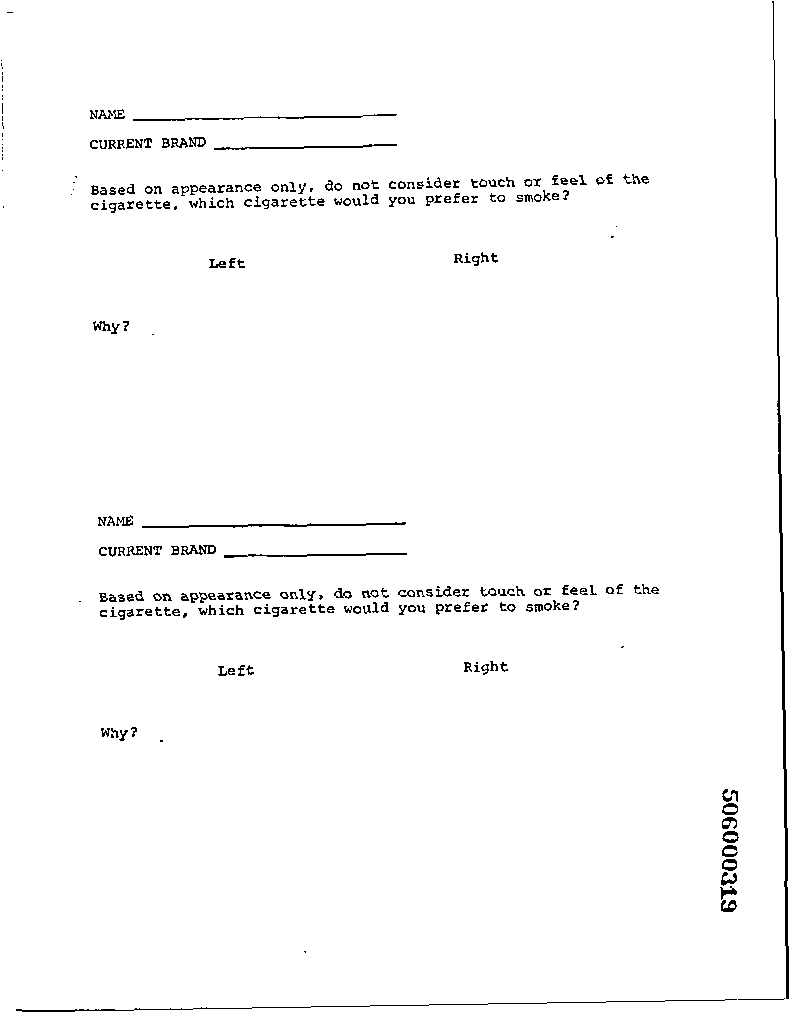 NAME
CURRENT BRAND
Based on appearance only, do not consider touch or feel of the
cigarette, which cigarette would you prefer to smoke?
Left Right
Why?
NAME
CURRENT BRAND
Based on appearance only, do not consider touch or feel of the
cigarette, which cigarette would you prefer to smoke?
Left Right
Why?
506000319